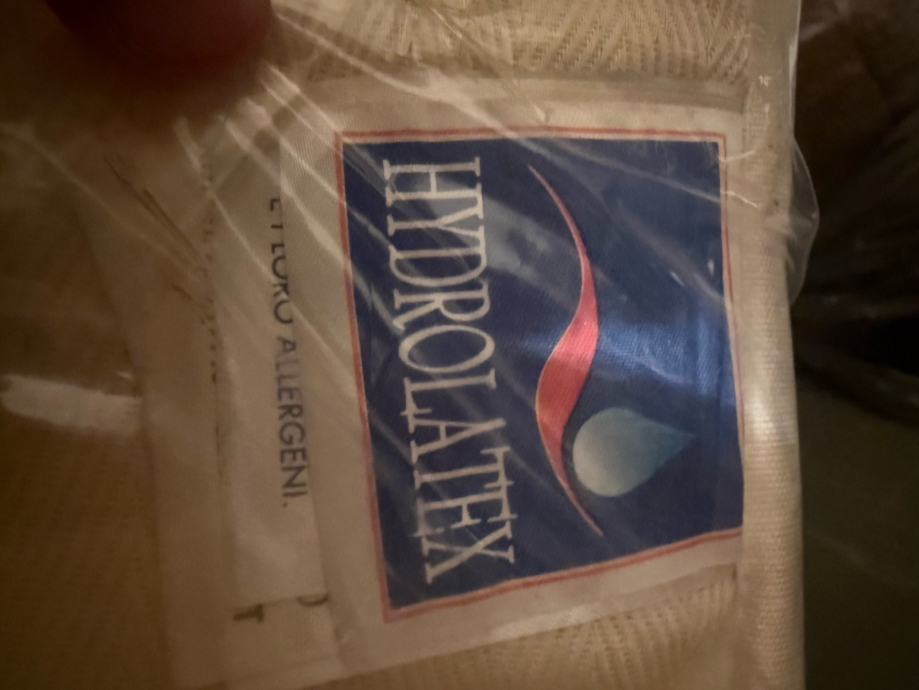 HYDROLATEX
E I LORO ALLERGENI.